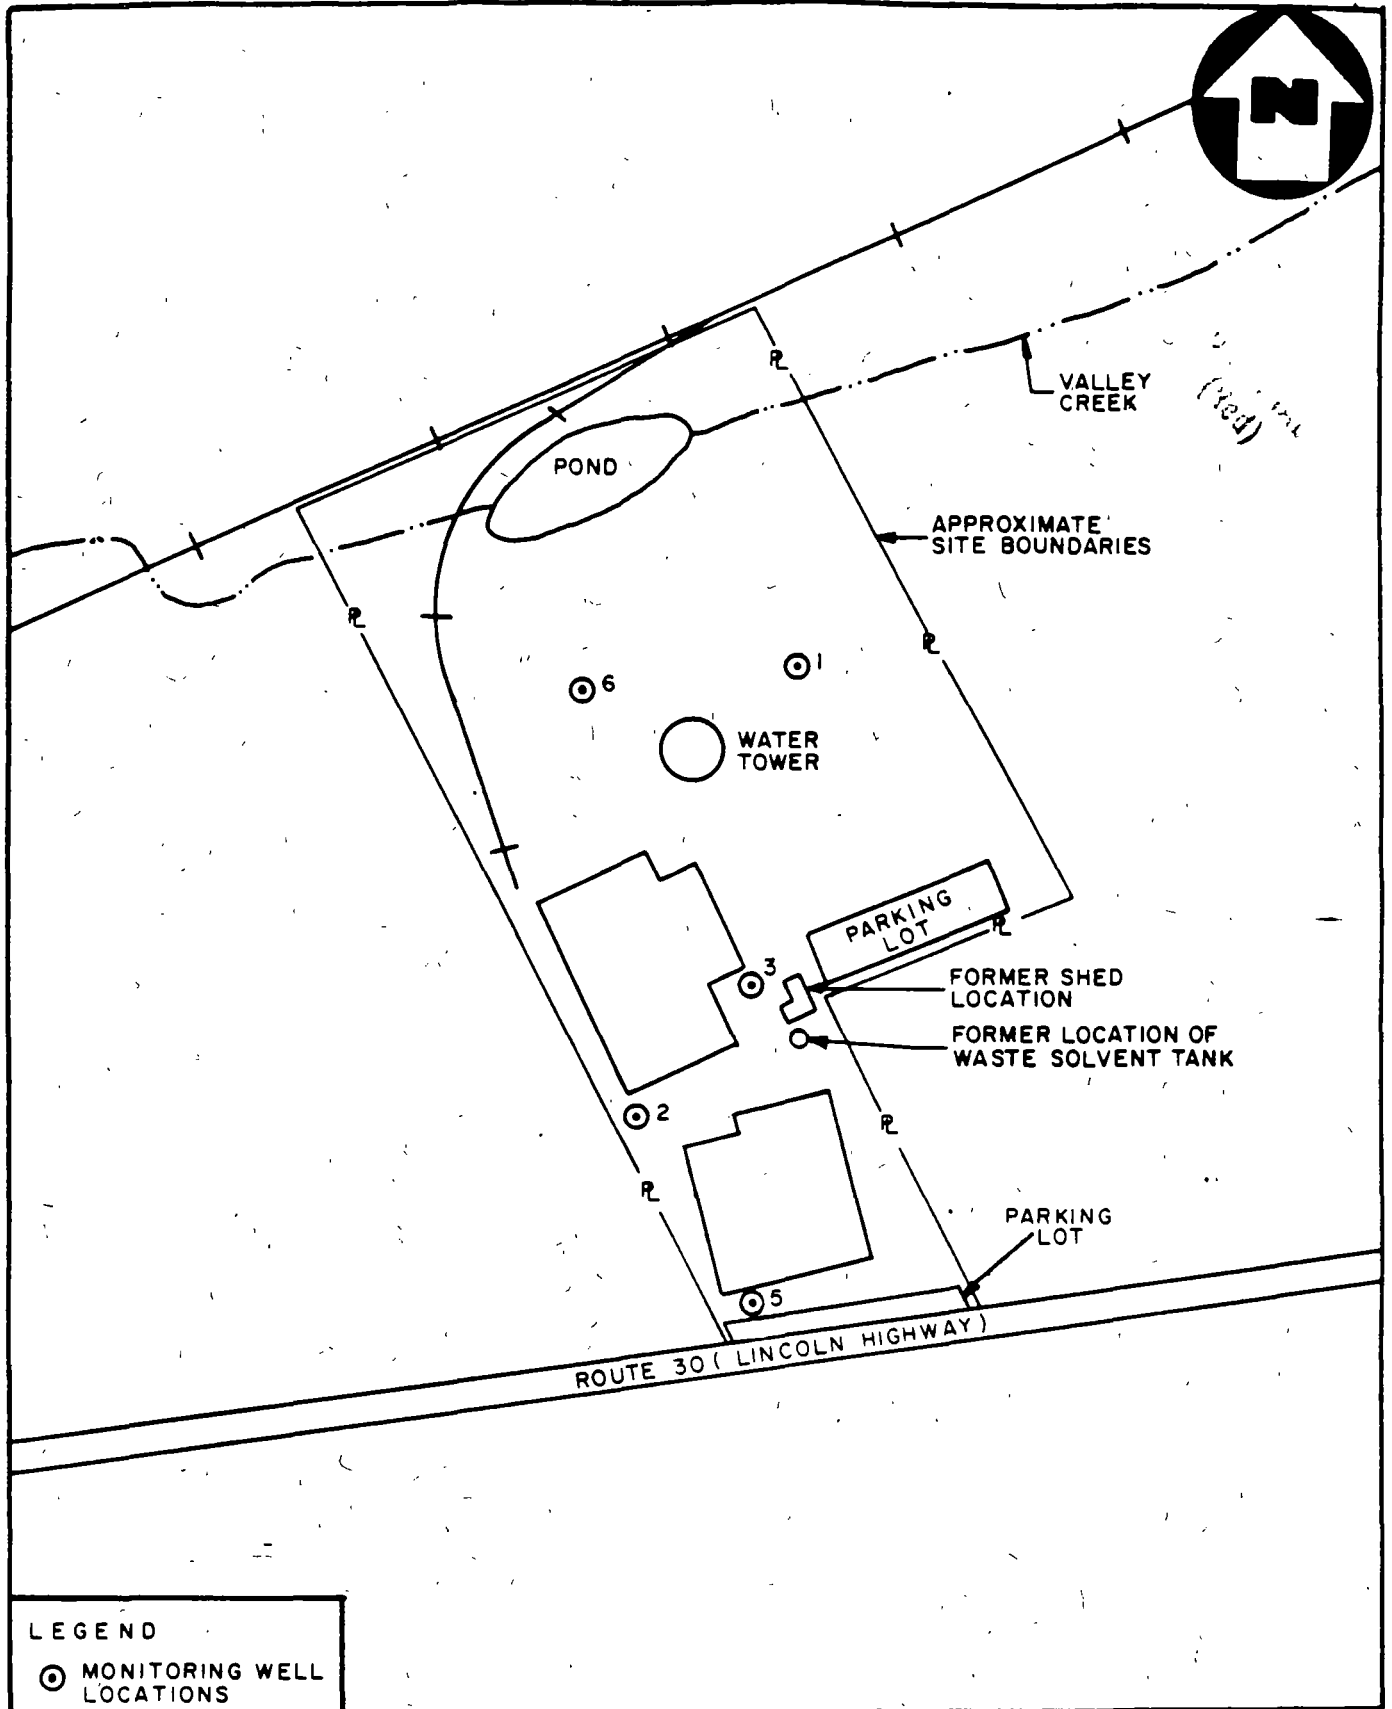 N
VALLEY
CREEK
(Red)
POND
APPROXIMATE
SITE BOUNDARIES
1
6
WATER
TOWER
PARKING
LOT
3
FORMER SHED
LOCATION
FORMER LOCATION OF
WASTE SOLVENT TANK
2
PARKING
LOT
5
ROUTE 30 ( LINCOLN HIGHWAY )
LEGEND
MONITORING WELL
LOCATIONS